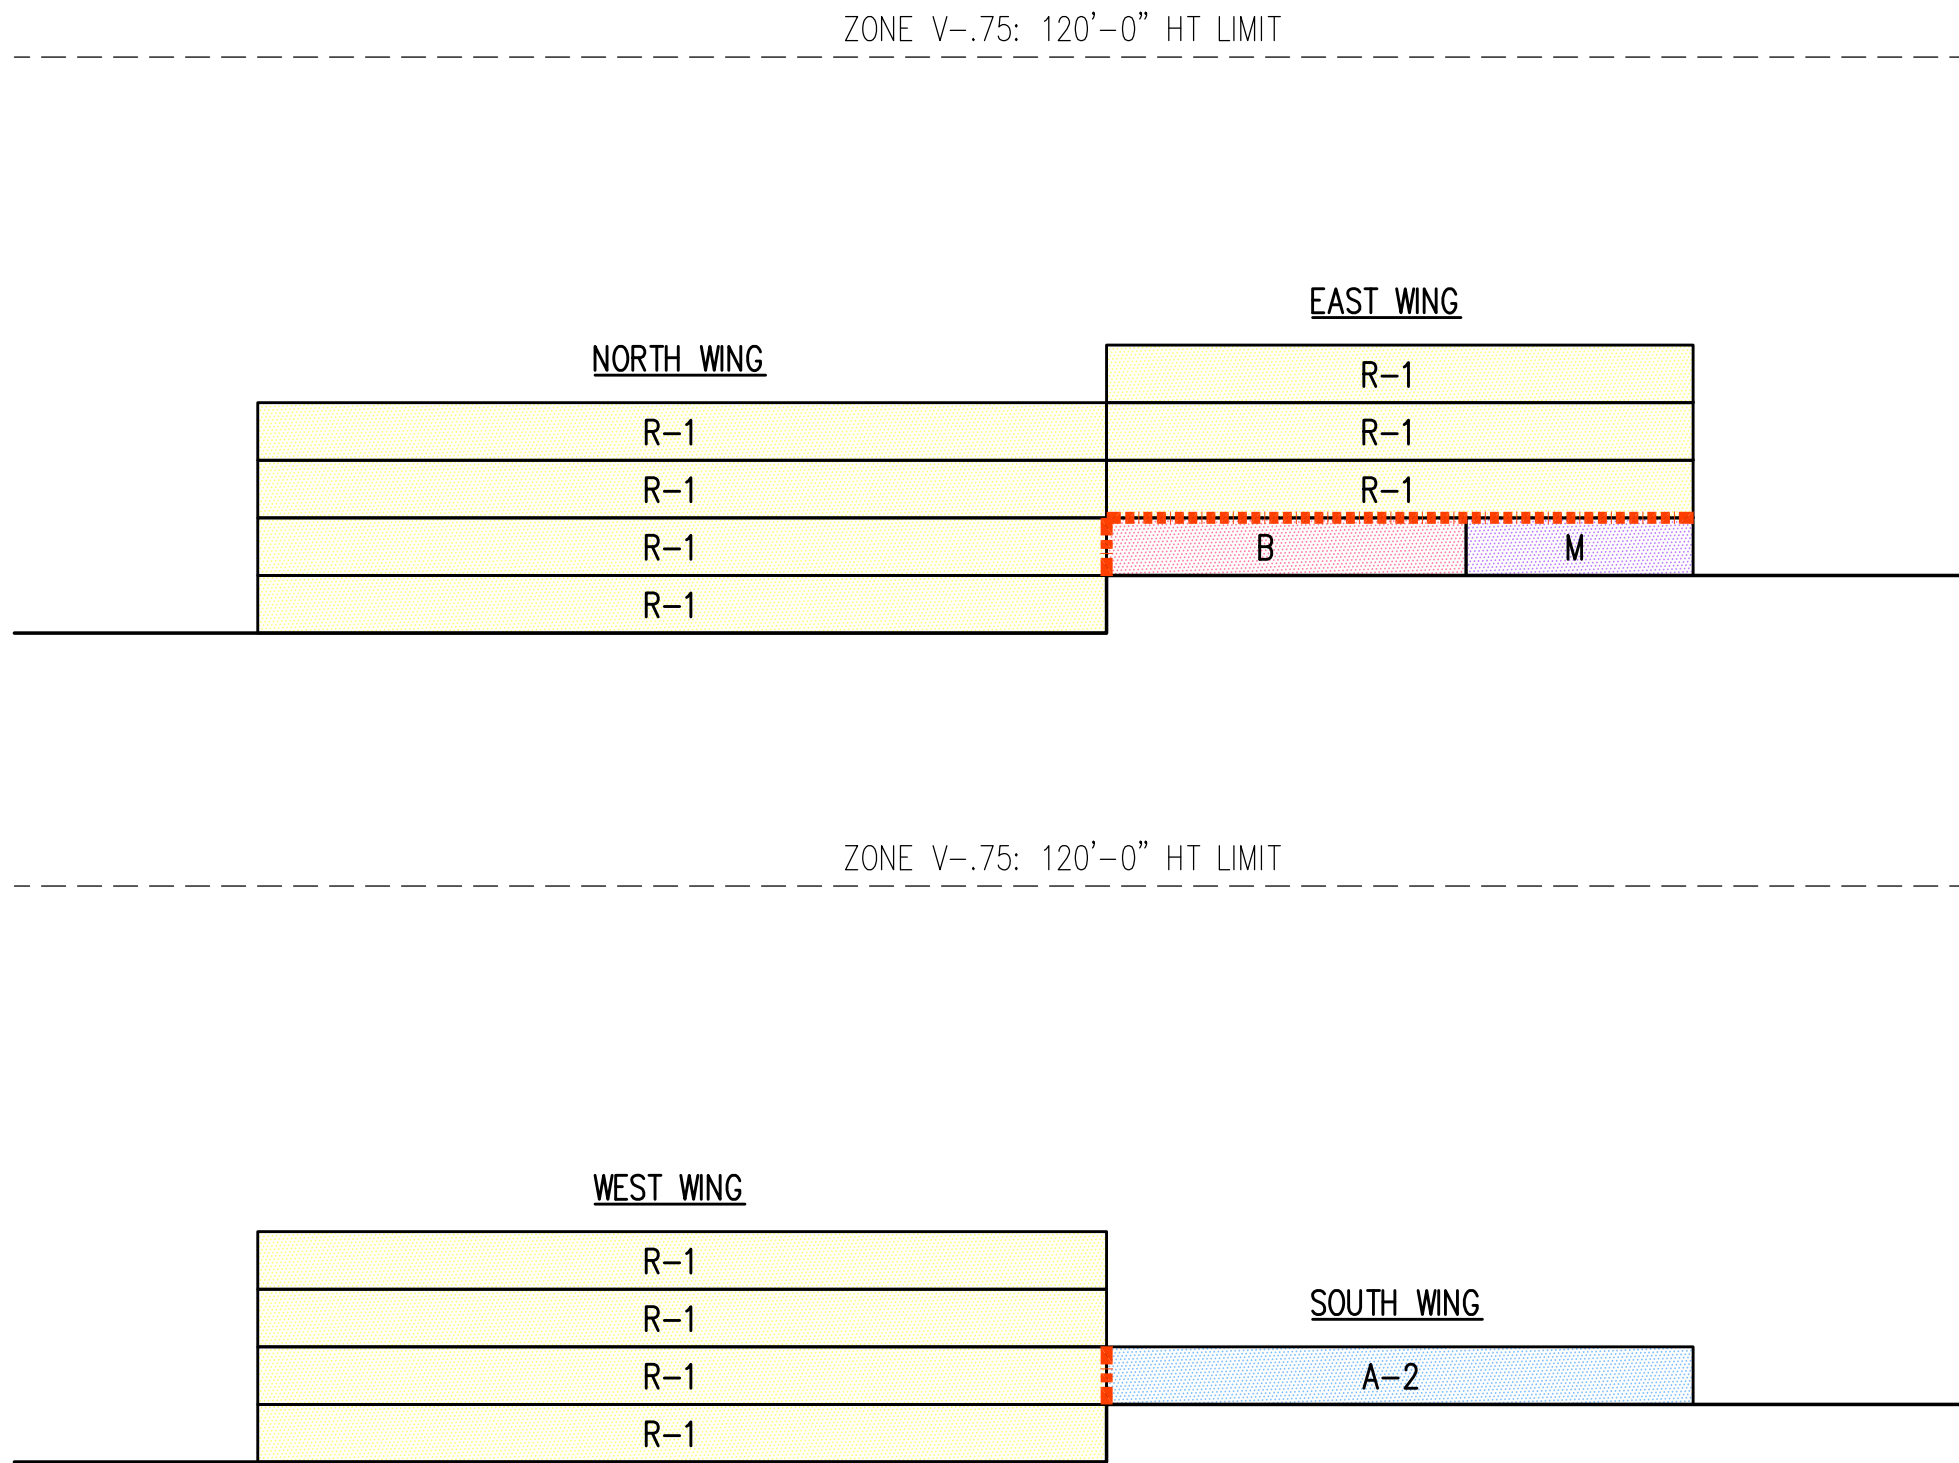 ZONE V-.75: 120'-0" HT LIMIT
EAST WING
NORTH WING
R-1
R-1 R-1
R-1 R-1
R-1 B M
R-1
ZONE V-.75: 120'-0" HT LIMIT
WEST WING
R-1
SOUTH WING
R-1
R-1 A-2
R-1